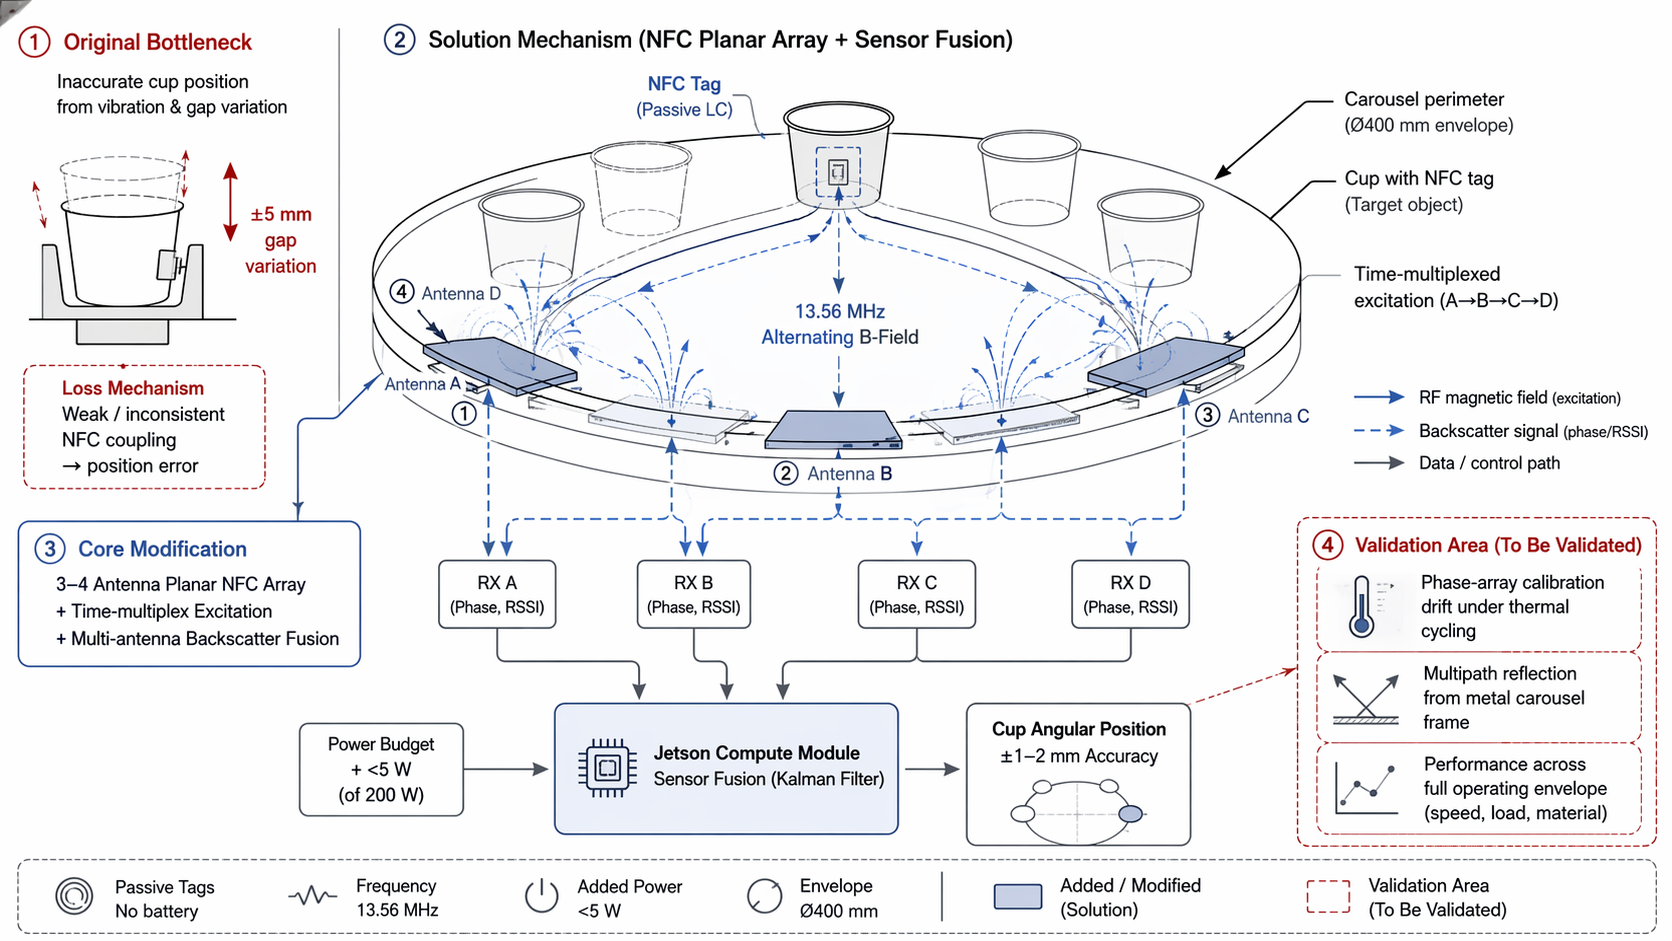 1 Original Bottleneck
Inaccurate cup position
from vibration & gap variation
±5 mm
gap
variation
Loss Mechanism
Weak / inconsistent
NFC coupling
→ position error
2 Solution Mechanism (NFC Planar Array + Sensor Fusion)
NFC Tag
(Passive LC)
Carousel perimeter
(Ø400 mm envelope)
Cup with NFC tag
(Target object)
Time-multiplexed
excitation (A→B→C→D)
13.56 MHz
Alternating B-Field
4 Antenna D
Antenna A
1
2 Antenna B
3 Antenna C
RF magnetic field (excitation)
Backscatter signal (phase/RSSI)
Data / control path
3 Core Modification
3–4 Antenna Planar NFC Array
+ Time-multiplex Excitation
+ Multi-antenna Backscatter Fusion
RX A
(Phase, RSSI)
RX B
(Phase, RSSI)
RX C
(Phase, RSSI)
RX D
(Phase, RSSI)
Power Budget
+ <5 W
(of 200 W)
Jetson Compute Module
Sensor Fusion (Kalman Filter)
Cup Angular Position
±1–2 mm Accuracy
4 Validation Area (To Be Validated)
Phase-array calibration
drift under thermal
cycling
Multipath reflection
from metal carousel
frame
Performance across
full operating envelope
(speed, load, material)
Passive Tags
No battery
Frequency
13.56 MHz
Added Power
<5 W
Envelope
Ø400 mm
Added / Modified
(Solution)
Validation Area
(To Be Validated)